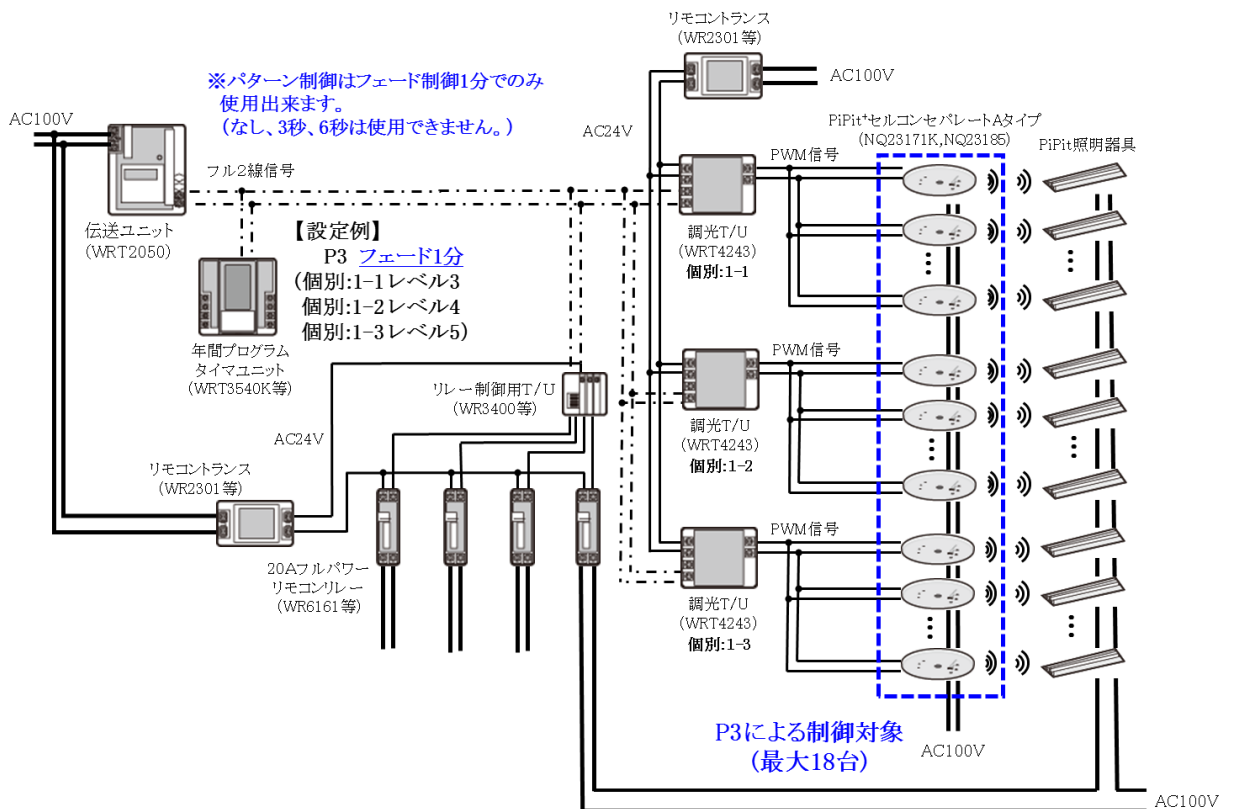 リモコントランス
(WR2301等)
AC100V
※パターン制御はフェード制御1分でのみ
使用出来ます。
(なし、3秒、6秒は使用できません。)
AC100V
AC24V
PiPit⁺セルコンセパレートAタイプ
(NQ23171K,NQ23185)
PiPit照明器具
PWM信号
フル2線信号
伝送ユニット
(WRT2050)
【設定例】
P3 フェード1分
(個別:1-1レベル3
個別:1-2レベル4
個別:1-3レベル5)
調光T/U
(WRT4243)
個別:1-1
年間プログラム
タイマユニット
(WRT3540K等)
PWM信号
リレー制御用T/U
(WR3400等)
調光T/U
(WRT4243)
個別:1-2
AC24V
リモコントランス
(WR2301等)
PWM信号
20Aフルパワー
リモコンリレー
(WR6161等)
調光T/U
(WRT4243)
個別:1-3
P3による制御対象
(最大18台)
AC100V
AC100V